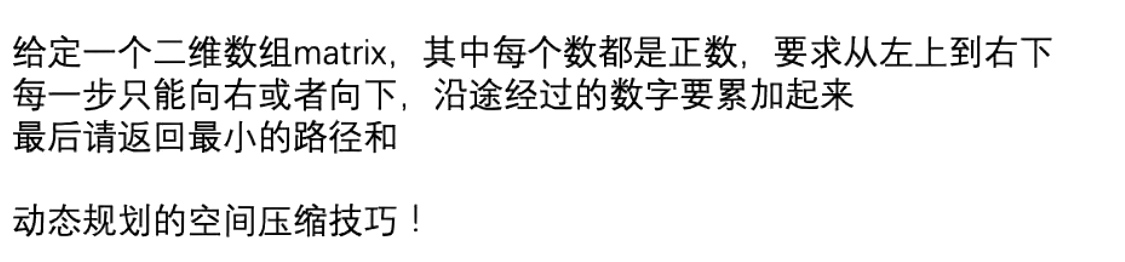 给定一个二维数组matrix，其中每个数都是正数，要求从左上到右下
每一步只能向右或者向下，沿途经过的数字要累加起来
最后请返回最小的路径和
动态规划的空间压缩技巧！